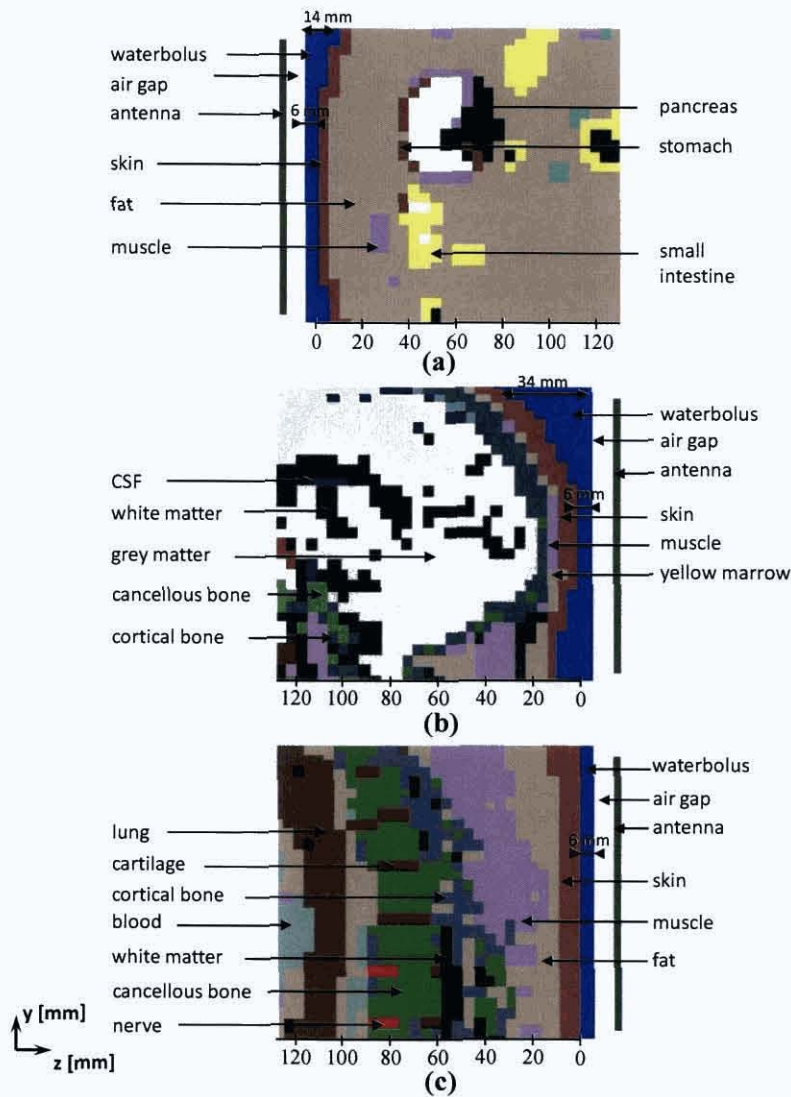 14 mm
waterbolus
air gap
antenna
6 mm
skin
fat
muscle
pancreas
stomach
small
intestine
0 20 40 60 80 100 120
(a)
34 mm
waterbolus
air gap
antenna
6 mm
skin
muscle
yellow marrow
CSF
white matter
grey matter
cancellous bone
cortical bone
120 100 80 60 40 20 0
(b)
waterbolus
air gap
antenna
6 mm
skin
muscle
fat
lung
cartilage
cortical bone
blood
white matter
cancellous bone
nerve
y [mm]
z [mm]
120 100 80 60 40 20 0
(c)